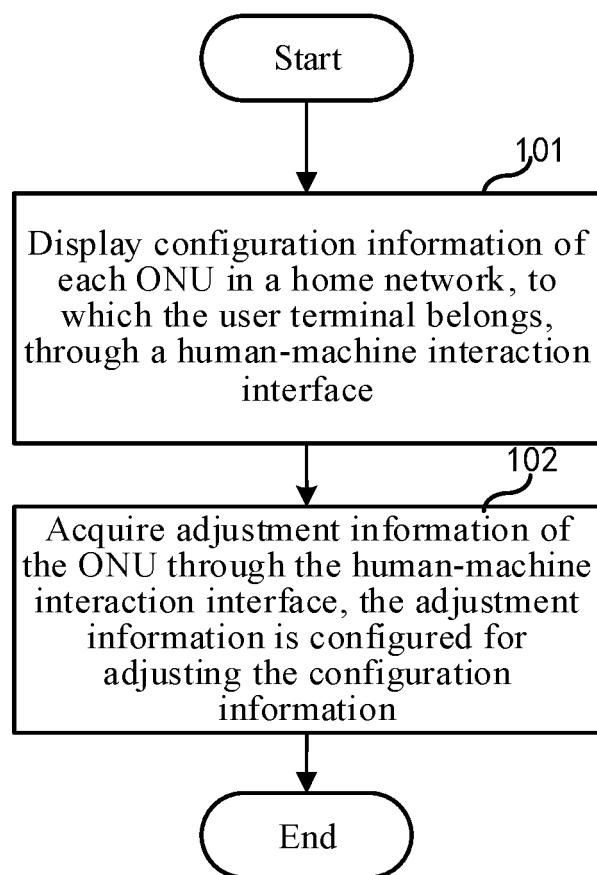 Start
101
Display configuration information of
each ONU in a home network, to
which the user terminal belongs,
through a human-machine interaction
interface
102
Acquire adjustment information of
the ONU through the human-machine
interaction interface, the adjustment
information is configured for
adjusting the configuration
information
End